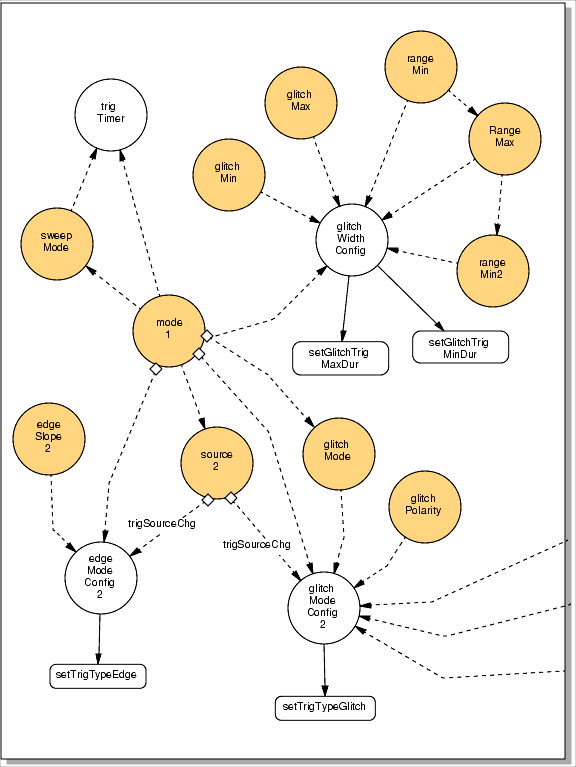 range
Min
glitch
Max
trig
Timer
Range
Max
glitch
Min
glitch
Width
Config
sweep
Mode
range
Min2
mode
1
setGlitchTrig
MaxDur
setGlitchTrig
MinDur
edge
Slope
2
source
2
glitch
Mode
glitch
Polarity
trigSourceChg
trigSourceChg
edge
Mode
Config
2
glitch
Mode
Config
2
setTrigTypeEdge
setTrigTypeGlitch